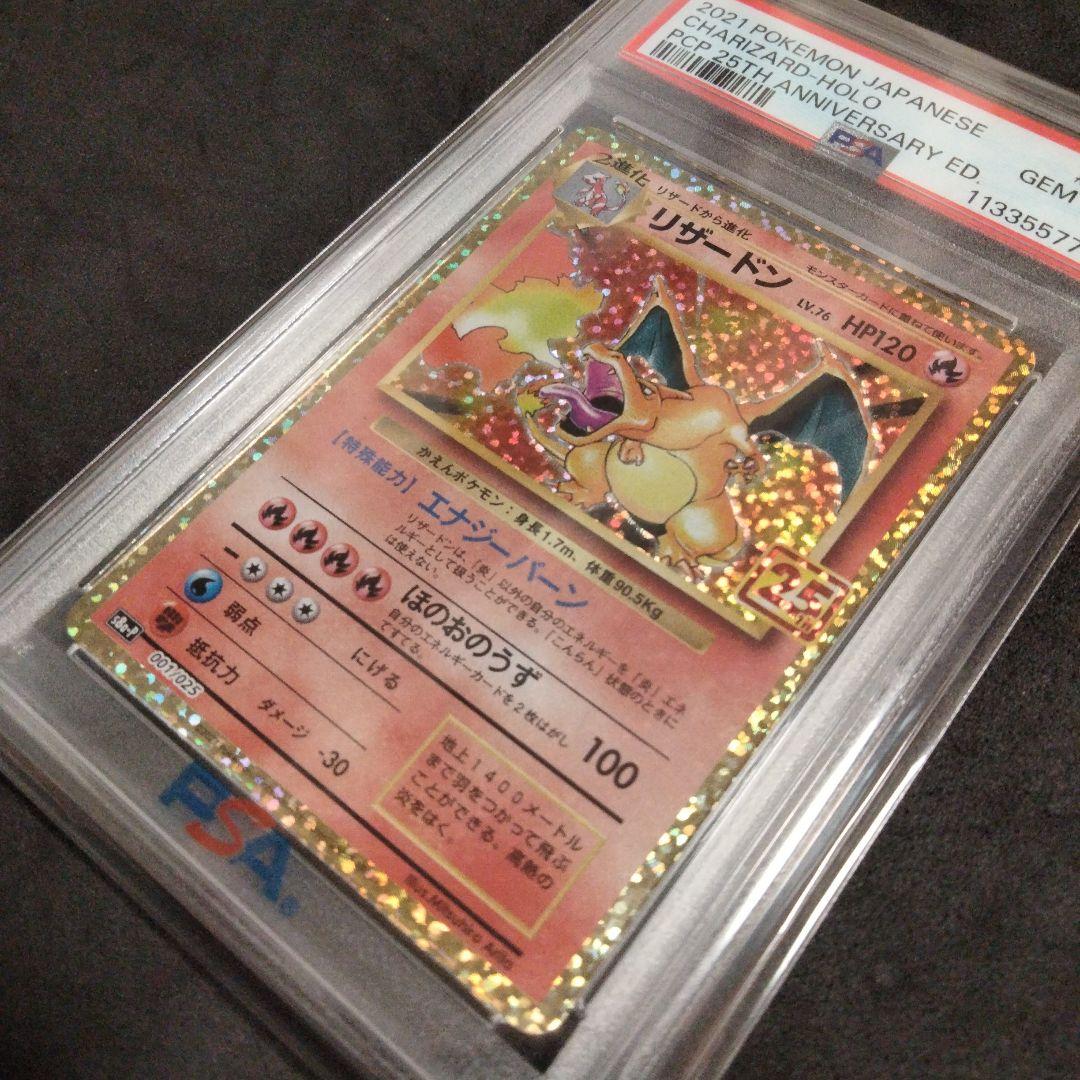 2021 POKEMON JAPANESE
CHARIZARD-HOLO
PCP 25TH ANNIVERSARY ED.
GEM
11335577
PSA
2進化
リザードから進化
モンスターカードに重ねて使います。
リザードン
LV.76 HP120
25
かえんポケモン:身長1.7m、体重90.5Kg
【特殊能力】エナジーバーン
リザードンは、「炎」以外の自分のエネルギーを「炎」エネ
ルギーとして扱うことができる。「こんらん」状態のときに
は使えない。
ほのおのうず
100
自分のエネルギーカードを2枚はがし
てすてる。
弱点
にげる
抵抗力
ダメージ -30
S8a-P
001/025
地上1400メートル
まで羽をつかって飛ぶ
ことができる。高熱の
炎をはく。
Illus. Mitsuhiro Arita
PSA®